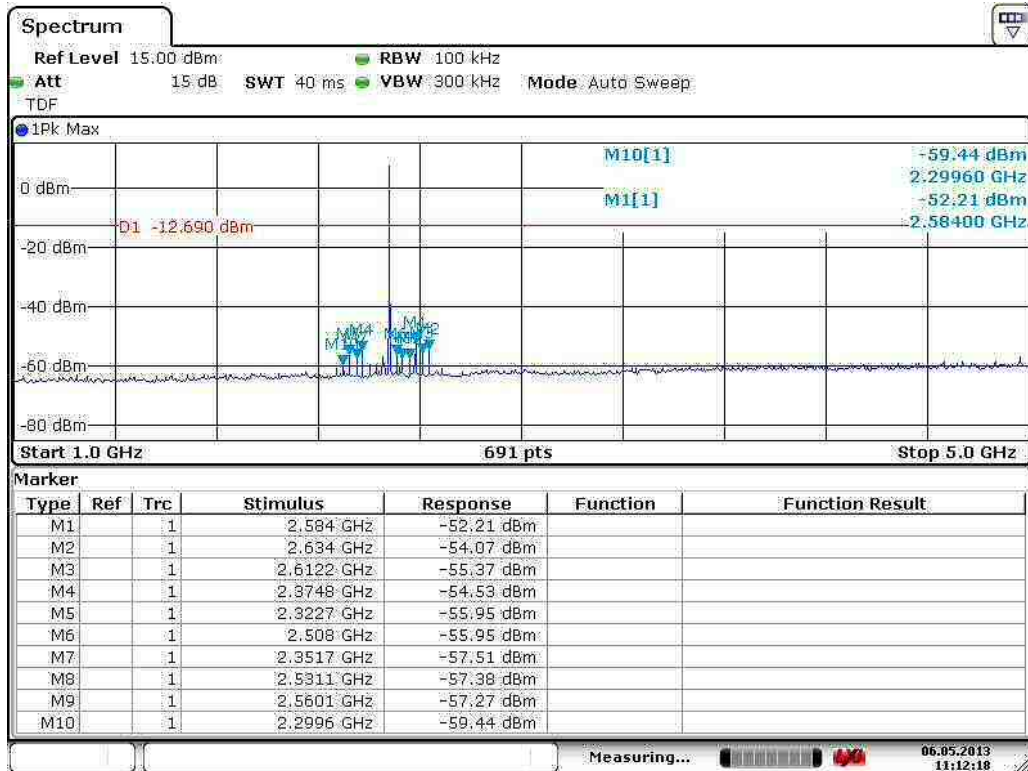 Spectrum
Ref Level 15.00 dBm RBW 100 kHz
Att 15 dB SWT 40 ms VBW 300 kHz Mode Auto Sweep
TDF
1Pk Max
M10[1] -59.44 dBm
2.29960 GHz
M1[1] -52.21 dBm
2.58400 GHz
0 dBm
D1 -12.690 dBm
-20 dBm
-40 dBm
-60 dBm
-80 dBm
Start 1.0 GHz 691 pts Stop 5.0 GHz
Marker
Type Ref Trc Stimulus Response Function Function Result
M1 1 2.584 GHz -52.21 dBm
M2 1 2.634 GHz -54.07 dBm
M3 1 2.6122 GHz -55.37 dBm
M4 1 2.3748 GHz -54.53 dBm
M5 1 2.3227 GHz -55.95 dBm
M6 1 2.508 GHz -55.95 dBm
M7 1 2.3517 GHz -57.51 dBm
M8 1 2.5311 GHz -57.38 dBm
M9 1 2.5601 GHz -57.27 dBm
M10 1 2.2996 GHz -59.44 dBm
Measuring... 06.05.2013
11:12:18